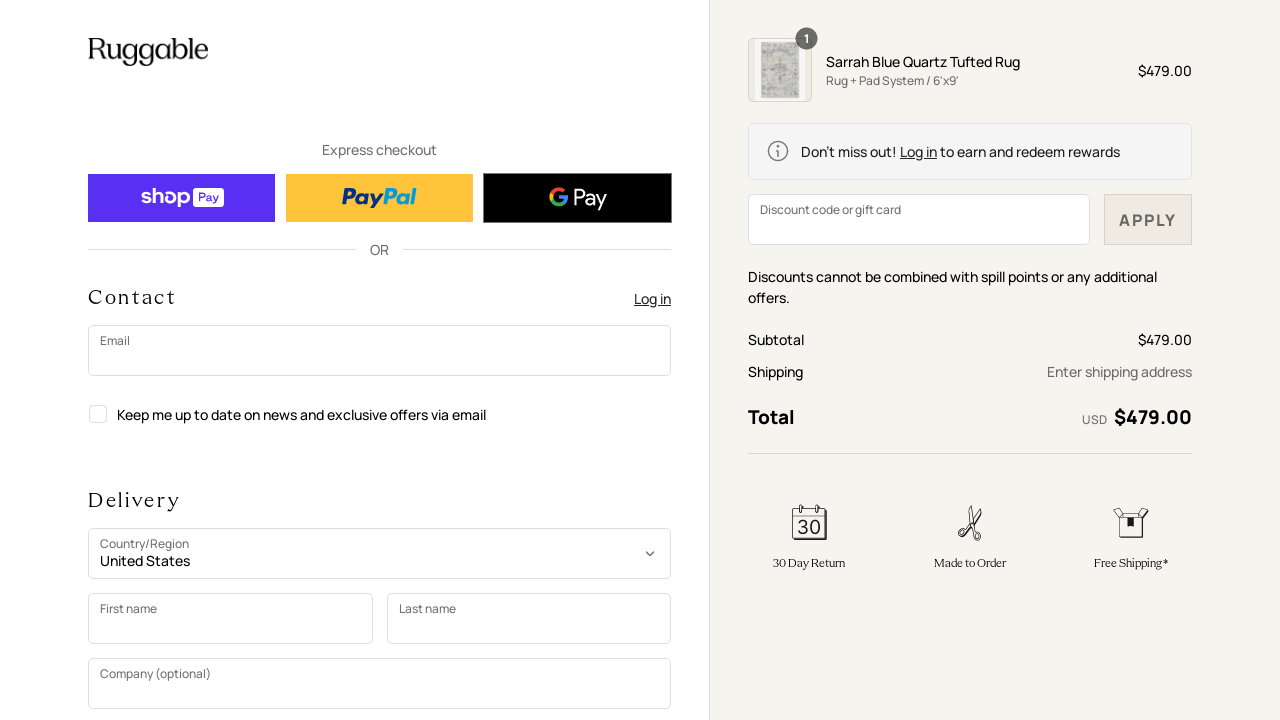 Ruggable
Express checkout
shop Pay
PayPal
G Pay
OR
Contact
Log in
Email
Keep me up to date on news and exclusive offers via email
Delivery
Country/Region
United States
First name
Last name
Company (optional)
1
Sarrah Blue Quartz Tufted Rug
Rug + Pad System / 6'x9'
$479.00
Don't miss out! Log in to earn and redeem rewards
Discount code or gift card
APPLY
Discounts cannot be combined with spill points or any additional
offers.
Subtotal
$479.00
Shipping
Enter shipping address
Total
USD $479.00
30
30 Day Return
Made to Order
Free Shipping*